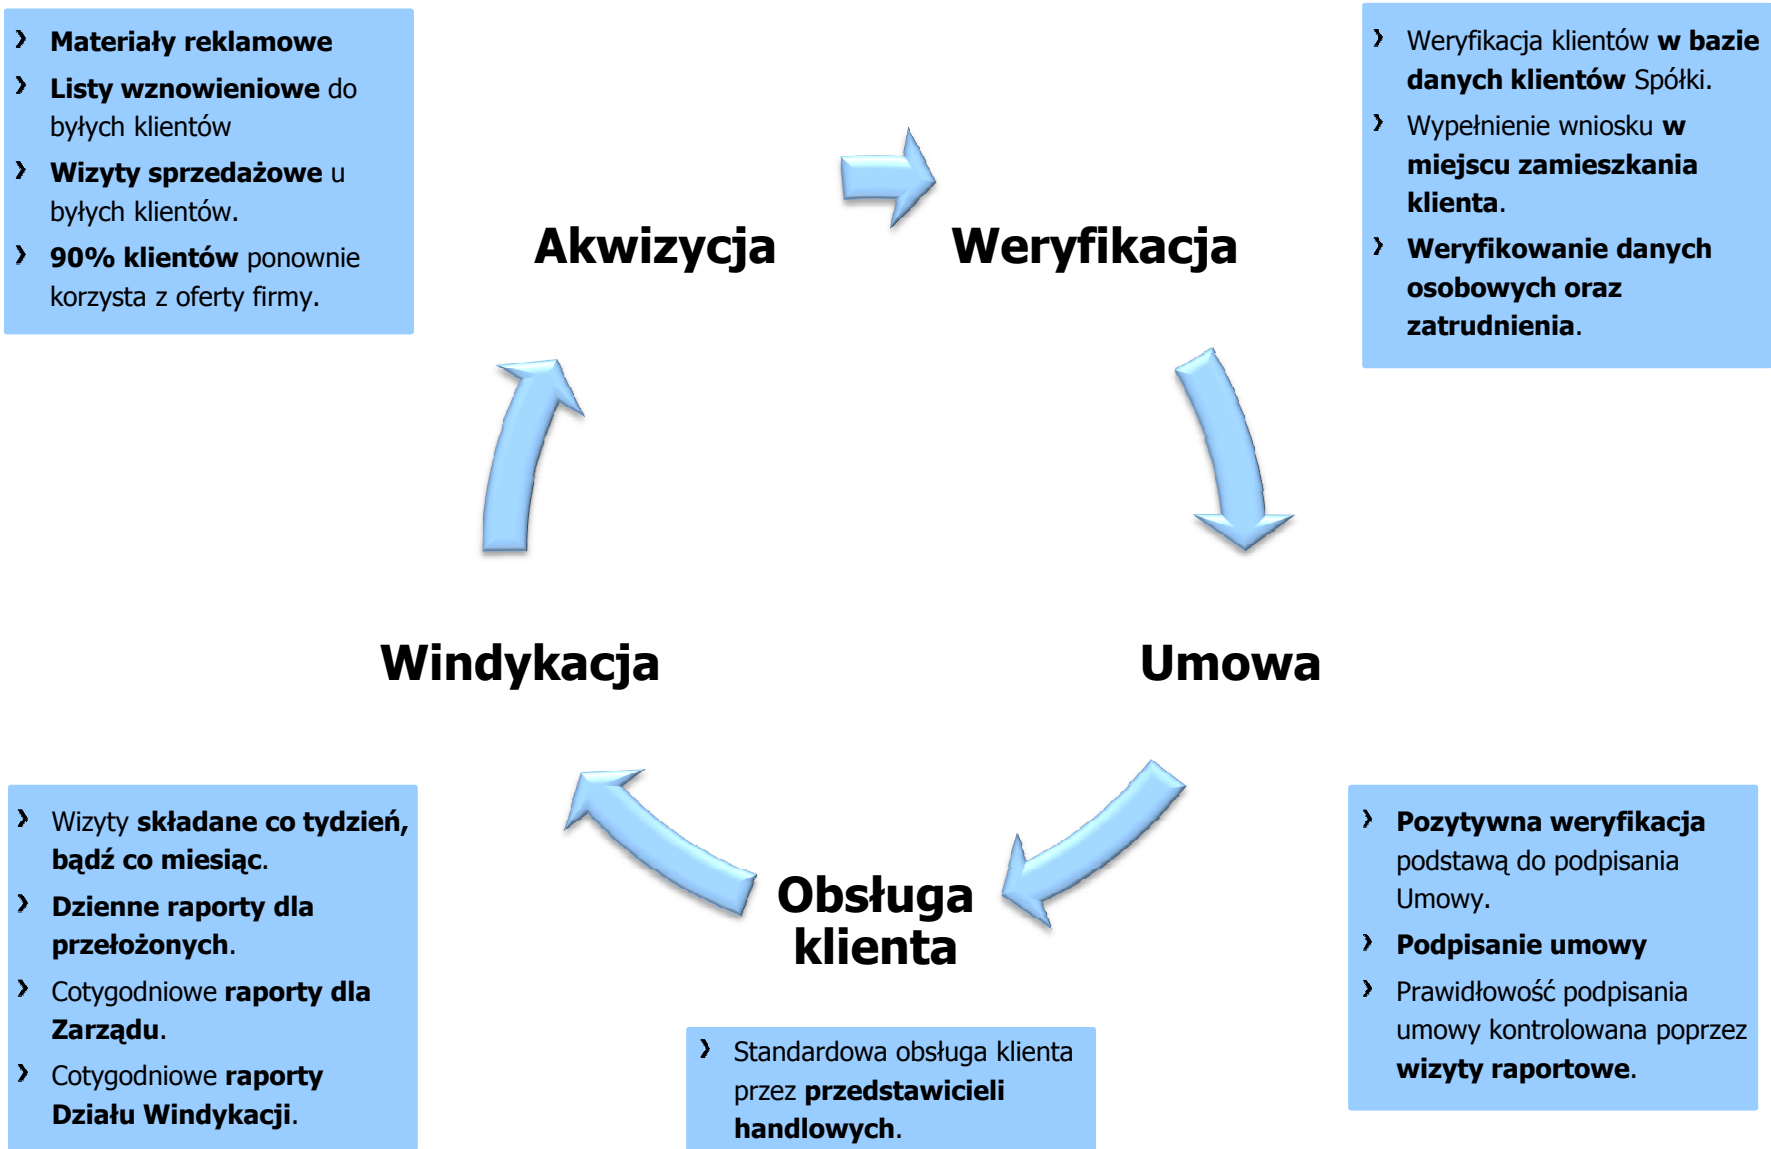 Materiały reklamowe
Listy wznowieniowe do
byłych klientów
Wizyty sprzedażowe u
byłych klientów.
90% klientów ponownie
korzysta z oferty firmy.
Akwizycja
Weryfikacja
Weryfikacja klientów w bazie
danych klientów Spółki.
Wypełnienie wniosku w
miejscu zamieszkania
klienta.
Weryfikowanie danych
osobowych oraz
zatrudnienia.
Windykacja
Umowa
Wizyty składane co tydzień,
bądź co miesiąc.
Dzienne raporty dla
przełożonych.
Cotygodniowe raporty dla
Zarządu.
Cotygodniowe raporty
Działu Windykacji.
Obsługa
klienta
Standardowa obsługa klienta
przez przedstawicieli
handlowych.
Pozytywna weryfikacja
podstawą do podpisania
Umowy.
Podpisanie umowy
Prawidłowość podpisania
umowy kontrolowana poprzez
wizyty raportowe.